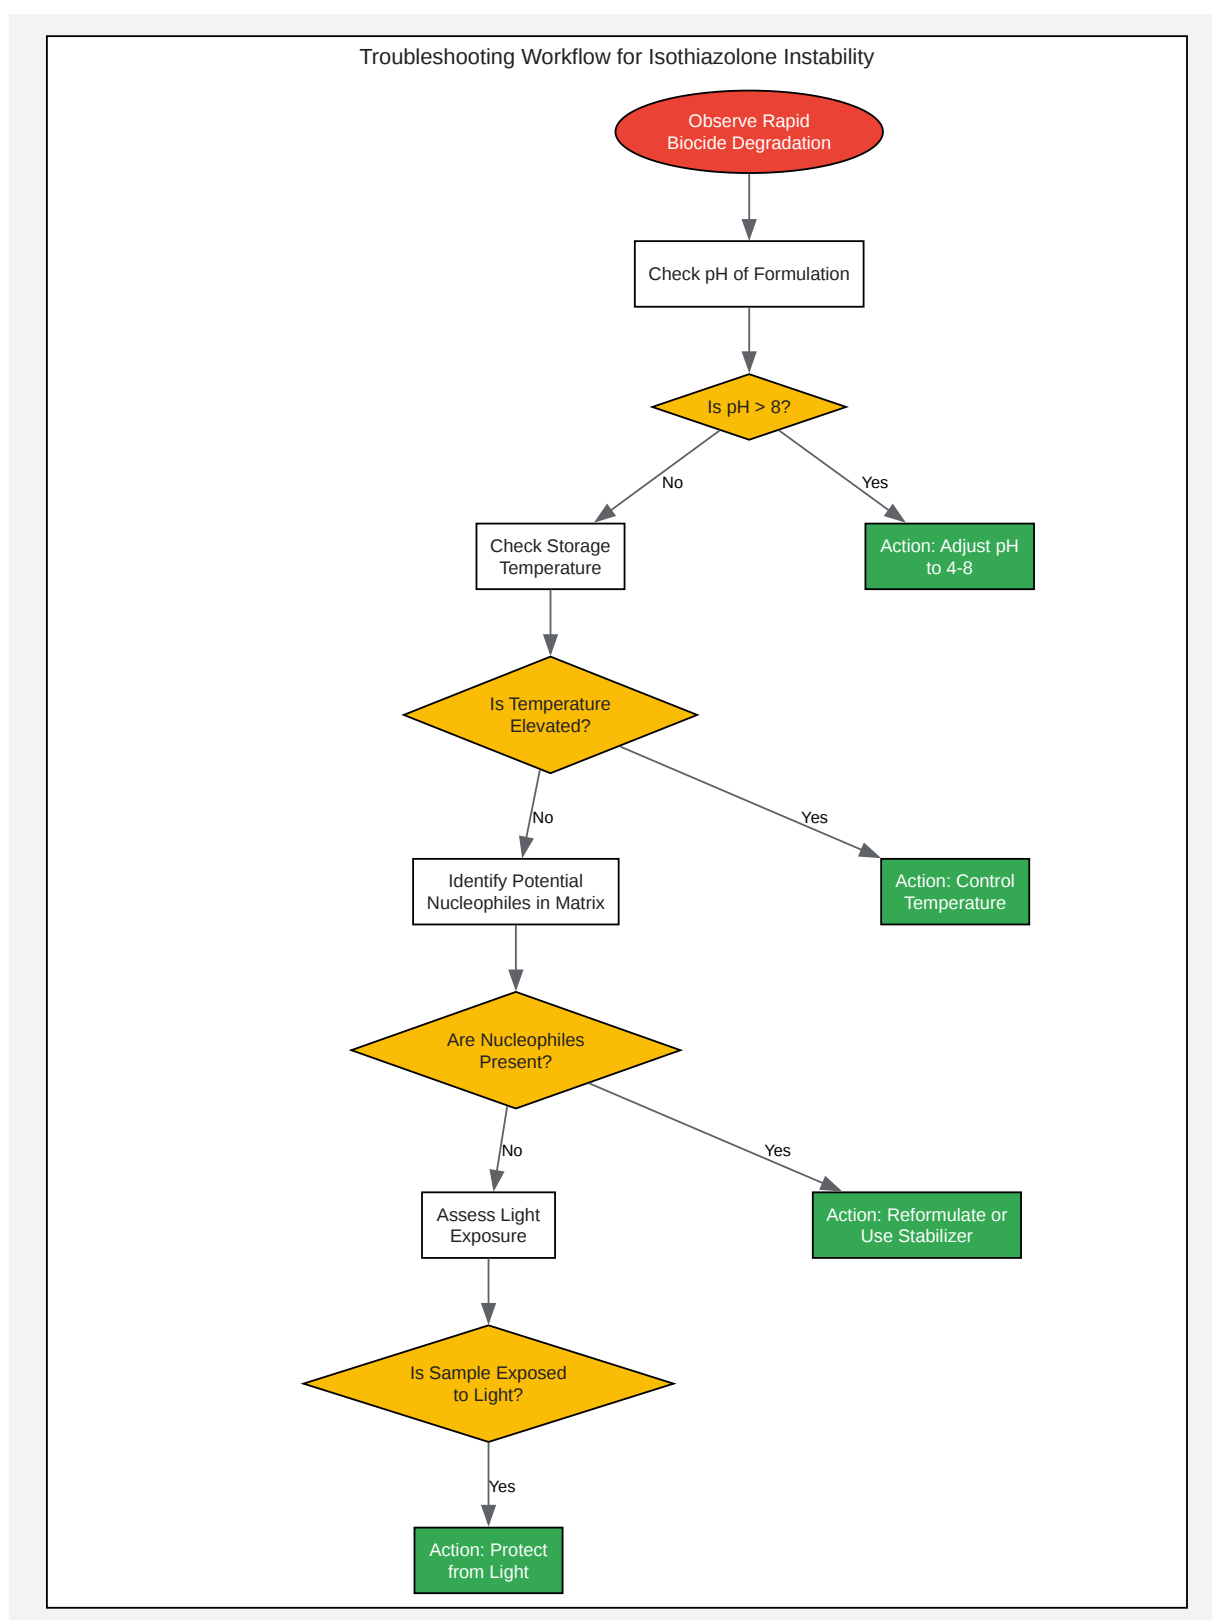 Troubleshooting Workflow for Isothiazolone Instability
Observe Rapid
Biocide Degradation
Check pH of Formulation
Is pH > 8?
No
Yes
Check Storage
Temperature
Action: Adjust pH
to 4-8
Is Temperature
Elevated?
No
Yes
Identify Potential
Nucleophiles in Matrix
Action: Control
Temperature
Are Nucleophiles
Present?
No
Yes
Assess Light
Exposure
Action: Reformulate or
Use Stabilizer
Is Sample Exposed
to Light?
Yes
Action: Protect
from Light